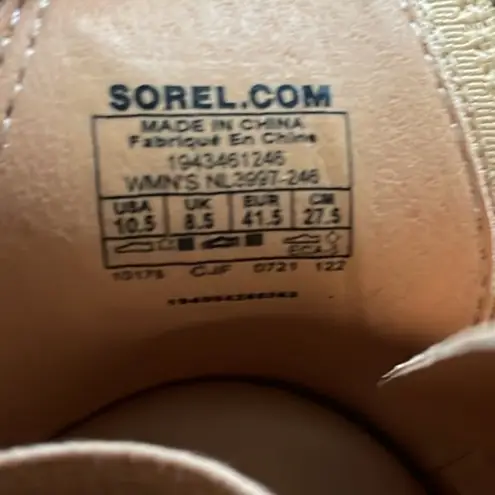 SOREL.COM
MADE IN CHINA
Fabriqué En Chine
1943461246
WMN'S NL3997-246
USA UK EUR CM
10.5 8.5 41.5 27.5
10175 CJF 0721 122